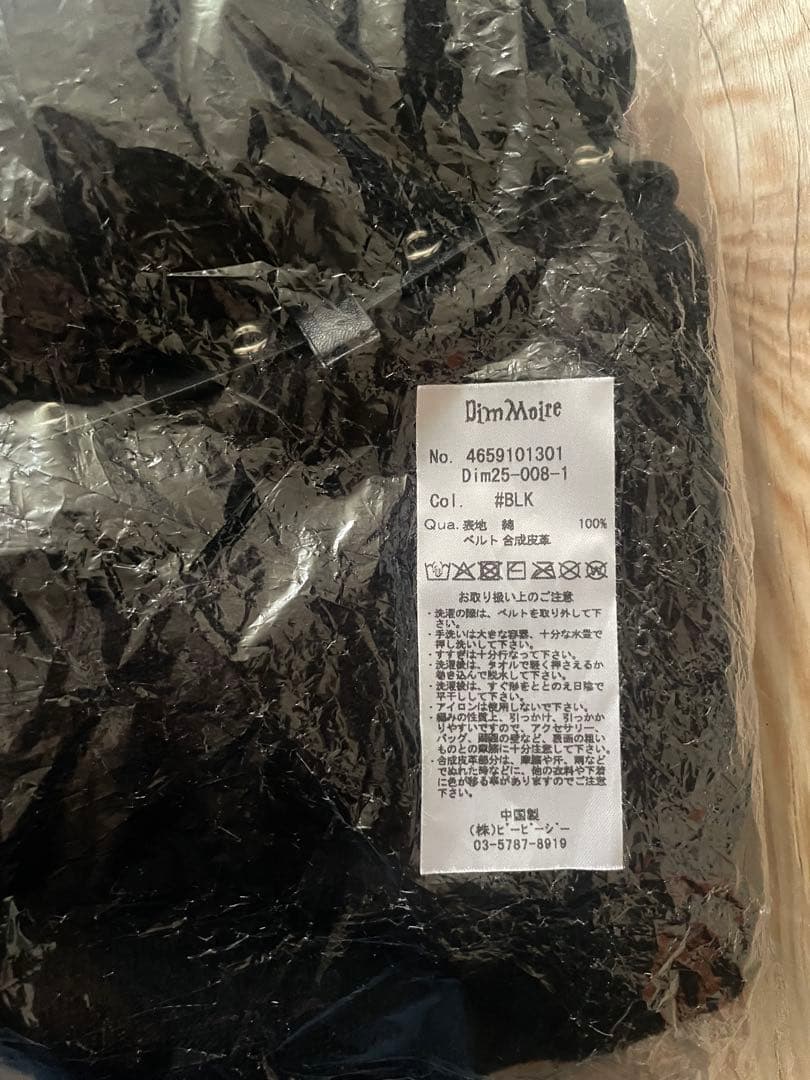 DimMoire
No. 4659101301
Dim25-008-1
Col. #BLK
Qua. 表地 綿 100%
ベルト 合成皮革
お取り扱い上のご注意
・洗濯の際は、ベルトを取り外して下
さい。
・手洗いは大きな容器、十分な水量で
押し洗いして下さい。
・すすぎは十分行なって下さい。
・洗濯後は、タオルで軽く押さえるか
巻き込んで脱水して下さい。
・洗濯後は、すぐ形をととのえ日陰で
平干しして下さい。
・アイロンは使用しないで下さい。
・編みの性質上、引っかけ、引っかか
りやすいですので、アクセサリー、
バッグ、周囲の壁など、表面の粗い
ものとの摩擦に十分注意して下さい。
・合成皮革部分は、摩擦や汗、雨など
でぬれた時などに、他の衣料や下着
に色が移る事がありますのでご注意
下さい。
中国製
(株)ビーピージー
03-5787-8919